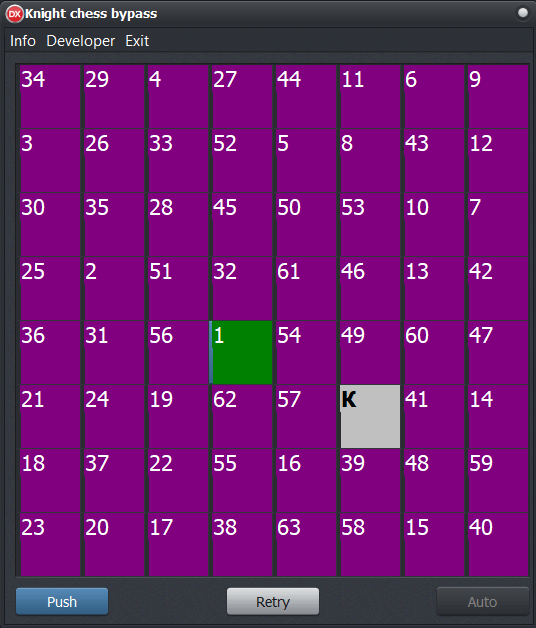 DX Knight chess bypass
Info Developer Exit
34 29 4 27 44 11 6 9
3 26 33 52 5 8 43 12
30 35 28 45 50 53 10 7
25 2 51 32 61 46 13 42
36 31 56 1 54 49 60 47
21 24 19 62 57 K 41 14
18 37 22 55 16 39 48 59
23 20 17 38 63 58 15 40
Push Retry Auto